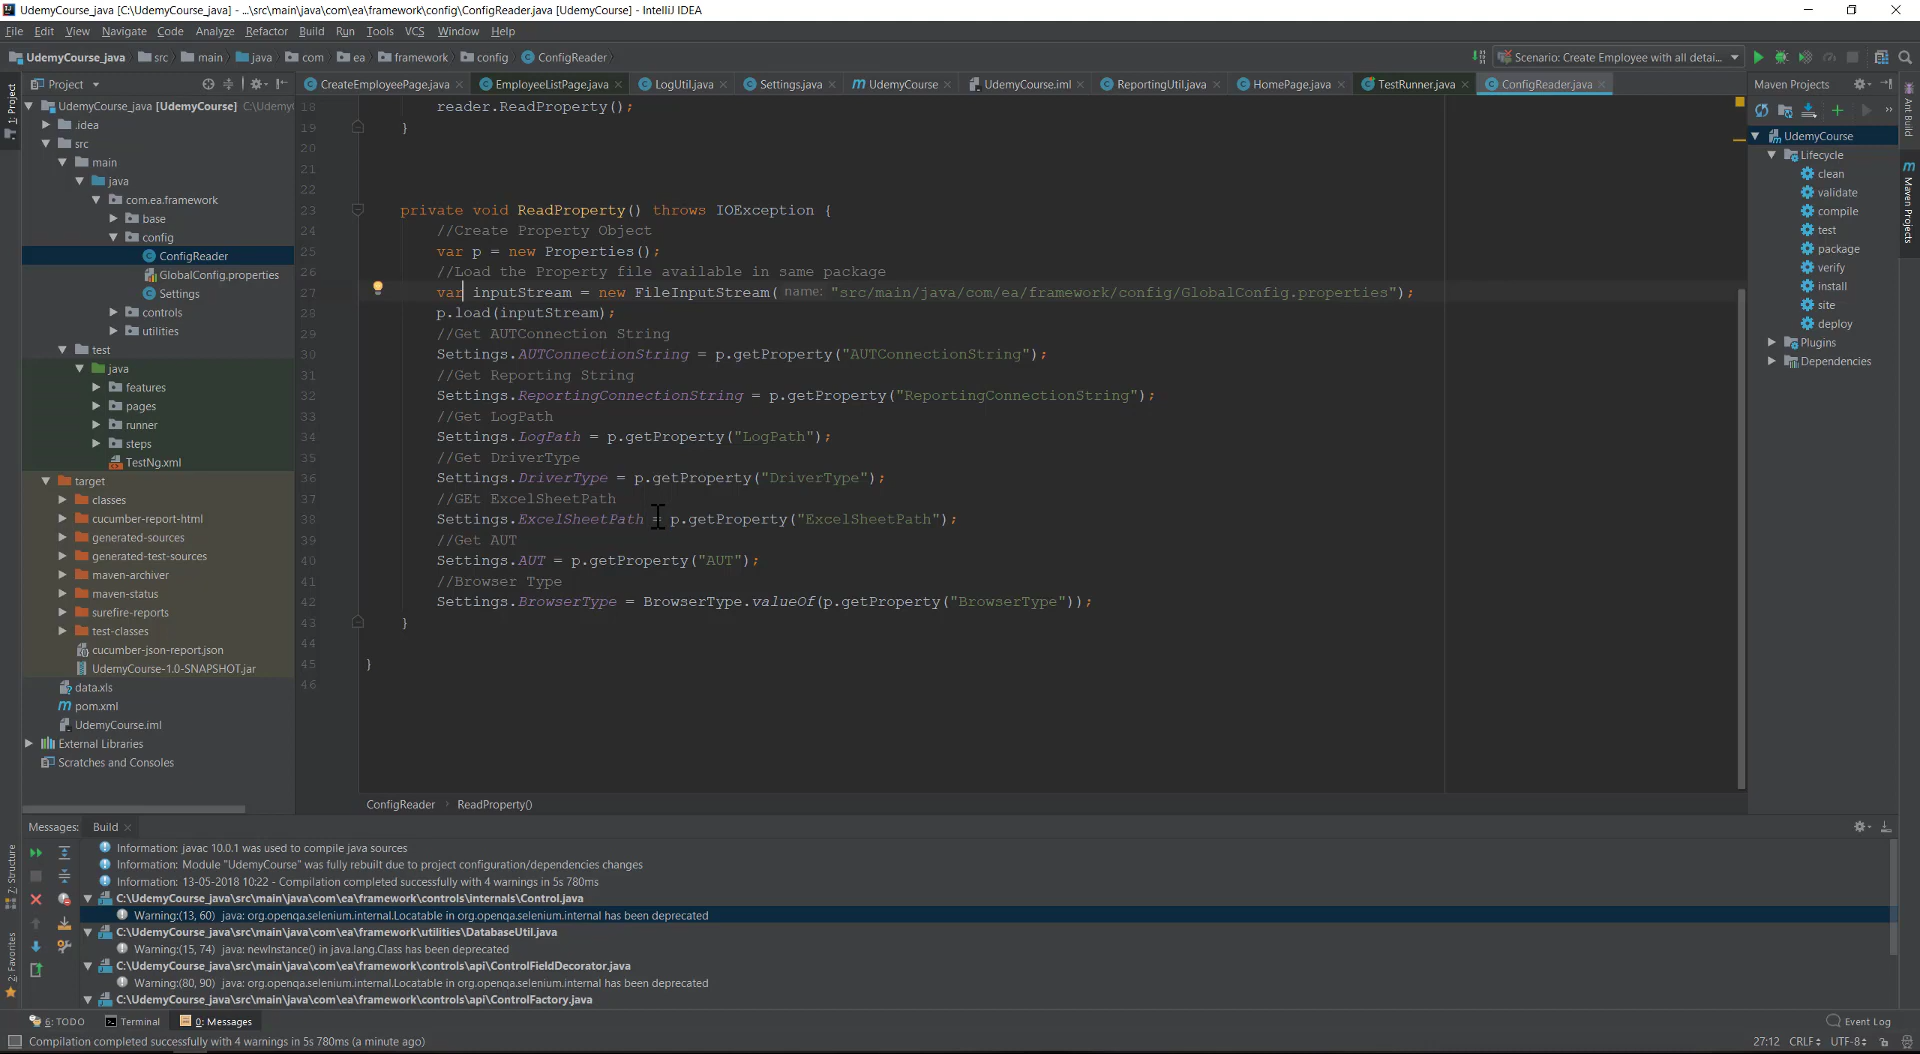 UdemyCourse_java [C:\UdemyCourse_java] - ...\src\main\java\com\ea\framework\config\ConfigReader.java [UdemyCourse] - IntelliJ IDEA
File Edit View Navigate Code Analyze Refactor Build Run Tools VCS Window Help
UdemyCourse_java src main java com ea framework config ConfigReader
Scenario: Create Employee with all detai...
1: Project
Project
CreateEmployeePage.java EmployeeListPage.java LogUtil.java Settings.java UdemyCourse UdemyCourse.iml ReportingUtil.java HomePage.java TestRunner.java ConfigReader.java
Maven Projects
UdemyCourse_java [UdemyCourse] C:\Udemy
.idea
src
main
java
com.ea.framework
base
config
ConfigReader
GlobalConfig.properties
Settings
controls
utilities
test
java
features
pages
runner
steps
TestNg.xml
target
classes
cucumber-report-html
generated-sources
generated-test-sources
maven-archiver
maven-status
surefire-reports
test-classes
cucumber-json-report.json
UdemyCourse-1.0-SNAPSHOT.jar
data.xls
pom.xml
UdemyCourse.iml
External Libraries
Scratches and Consoles
18 reader.ReadProperty();
19 }
20
21
22
23 private void ReadProperty() throws IOException {
24 //Create Property Object
25 var p = new Properties();
26 //Load the Property file available in same package
27 var inputStream = new FileInputStream( name: "src/main/java/com/ea/framework/config/GlobalConfig.properties");
28 p.load(inputStream);
29 //Get AUTConnection String
30 Settings.AUTConnectionString = p.getProperty("AUTConnectionString");
31 //Get Reporting String
32 Settings.ReportingConnectionString = p.getProperty("ReportingConnectionString");
33 //Get LogPath
34 Settings.LogPath = p.getProperty("LogPath");
35 //Get DriverType
36 Settings.DriverType = p.getProperty("DriverType");
37 //GEt ExcelSheetPath
38 Settings.ExcelSheetPath = p.getProperty("ExcelSheetPath");
39 //Get AUT
40 Settings.AUT = p.getProperty("AUT");
41 //Browser Type
42 Settings.BrowserType = BrowserType.valueOf(p.getProperty("BrowserType"));
43 }
44
45 }
46
ConfigReader ReadProperty()
UdemyCourse
Lifecycle
clean
validate
compile
test
package
verify
install
site
deploy
Plugins
Dependencies
Ant Build
Maven Projects
Messages: Build
Information: javac 10.0.1 was used to compile java sources
Information: Module "UdemyCourse" was fully rebuilt due to project configuration/dependencies changes
Information: 13-05-2018 10:22 - Compilation completed successfully with 4 warnings in 5s 780ms
C:\UdemyCourse_java\src\main\java\com\ea\framework\controls\internals\Control.java
Warning:(13, 60) java: org.openqa.selenium.internal.Locatable in org.openqa.selenium.internal has been deprecated
C:\UdemyCourse_java\src\main\java\com\ea\framework\utilities\DatabaseUtil.java
Warning:(15, 74) java: newInstance() in java.lang.Class has been deprecated
C:\UdemyCourse_java\src\main\java\com\ea\framework\controls\api\ControlFieldDecorator.java
Warning:(80, 90) java: org.openqa.selenium.internal.Locatable in org.openqa.selenium.internal has been deprecated
C:\UdemyCourse_java\src\main\java\com\ea\framework\controls\api\ControlFactory.java
7: Structure
2: Favorites
6: TODO Terminal 0: Messages Event Log
Compilation completed successfully with 4 warnings in 5s 780ms (a minute ago) 27:12 CRLF UTF-8